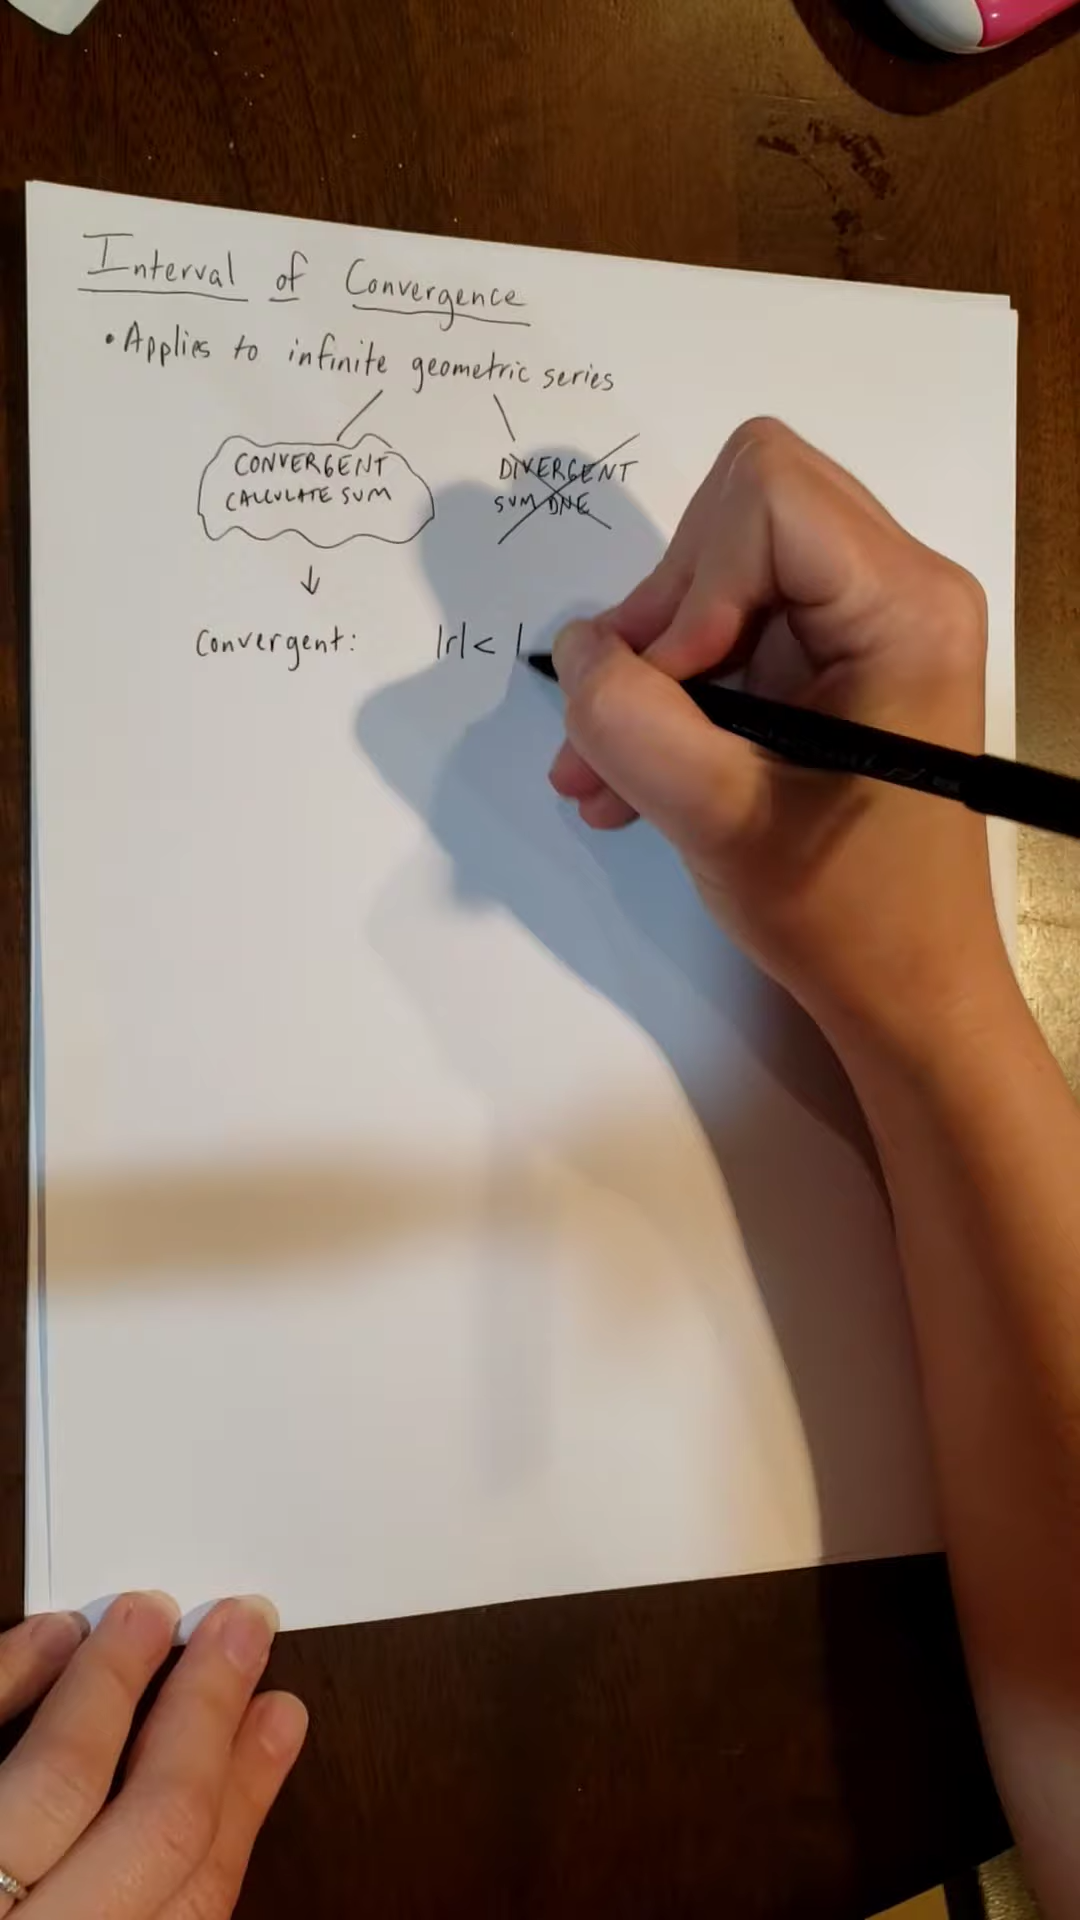 Interval of Convergence
• Applies to infinite geometric series
CONVERGENT
CALCULATE SUM
DIVERGENT
SUM DNE
↓
Convergent: |r| < 1